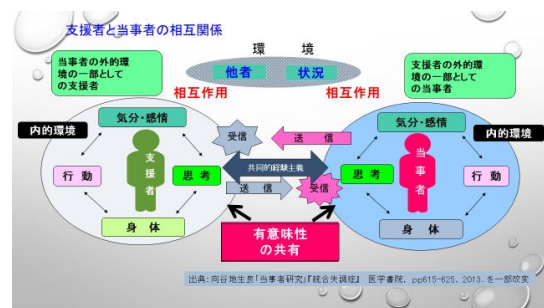 支援者と当事者の相互関係
環 境
他者 状況
当事者の外的環
境の一部として
の支援者
支援者の外的環
境の一部として
の当事者
相互作用
相互作用
内的環境
気分・感情
支援者
行動
思考
身体
受信
送信
共同的経験主義
送信
受信
気分・感情
内的環境
当事者
思考
行動
身体
有意味性
の共有
出典:向谷地生良「当事者研究」『統合失調症』 医学書院, pp615-625, 2013. を一部改変